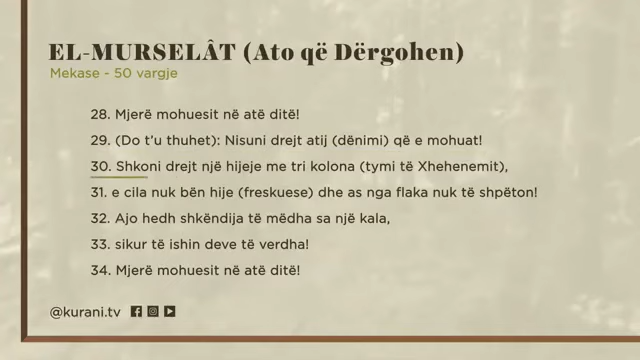 EL-MURSELÂT (Ato që Dërgohen)
Mekase - 50 vargje
28. Mjerë mohuesit në atë ditë!
29. (Do t'u thuhet): Nisuni drejt atij (dënimi) që e mohuat!
30. Shkoni drejt një hijeje me tri kolona (tymi të Xhehenemit),
31. e cila nuk bën hije (freskuese) dhe as nga flaka nuk të shpëton!
32. Ajo hedh shkëndija të mëdha sa një kala,
33. sikur të ishin deve të verdha!
34. Mjerë mohuesit në atë ditë!
@kurani.tv